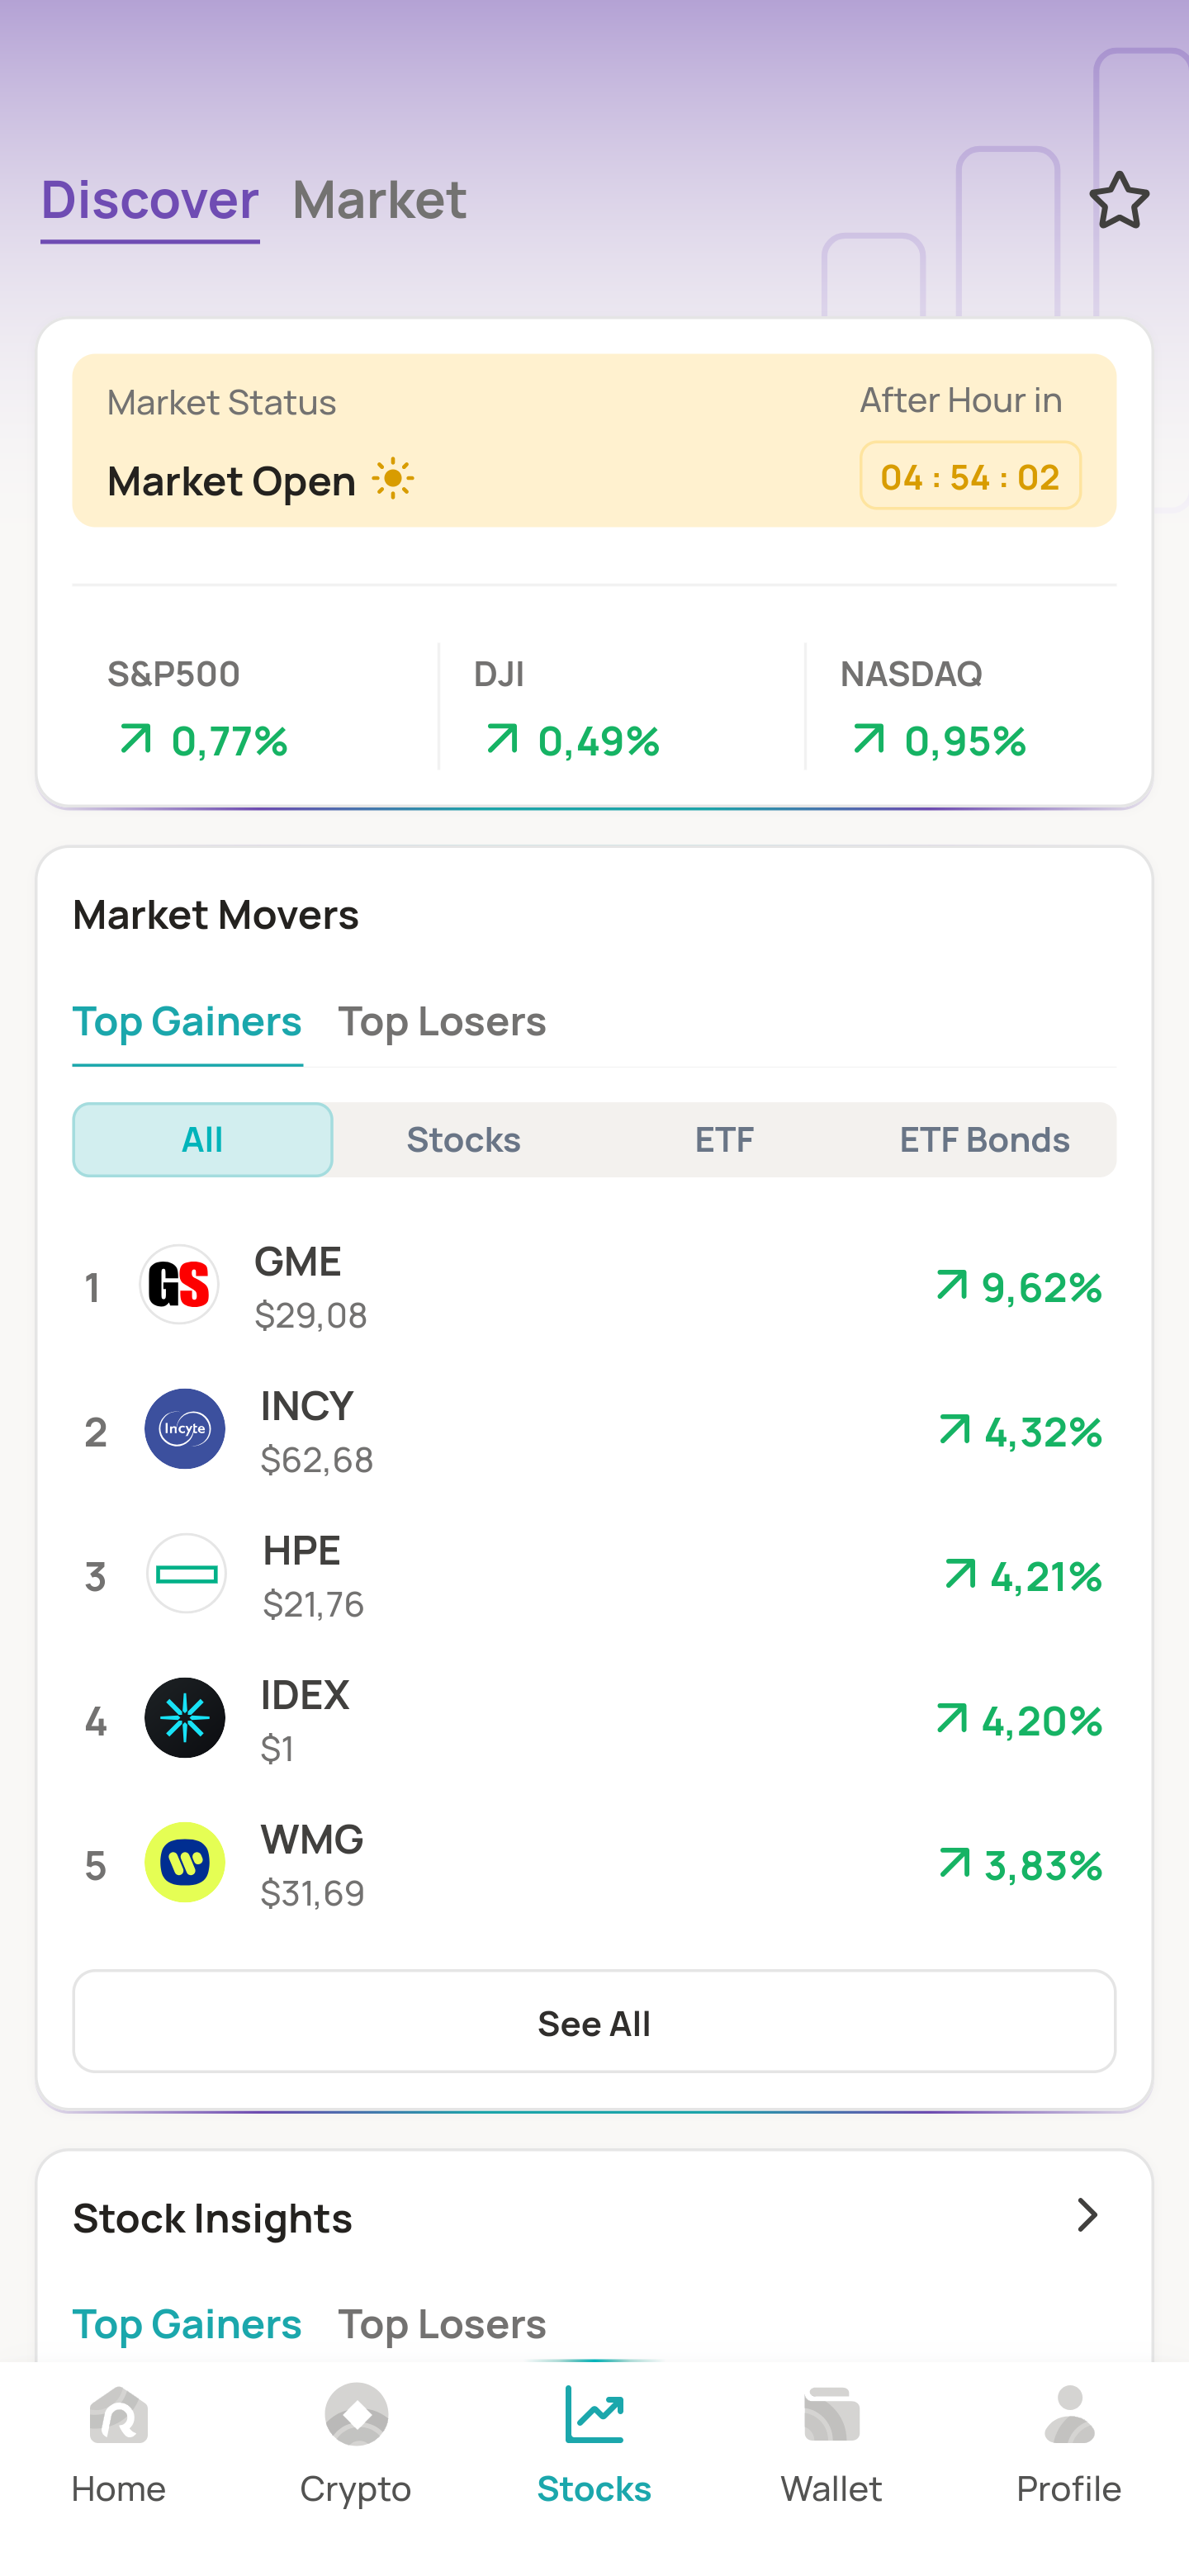 Discover Market
Market Status
After Hour in
Market Open
04 : 54 : 02
S&P500
0,77%
DJI
0,49%
NASDAQ
0,95%
Market Movers
Top Gainers Top Losers
All Stocks ETF ETF Bonds
1
GS
GME
$29,08
9,62%
2
Incyte
INCY
$62,68
4,32%
3
HPE
$21,76
4,21%
4
IDEX
$1
4,20%
5
WMG
$31,69
3,83%
See All
Stock Insights
Top Gainers Top Losers
Home Crypto Stocks Wallet Profile